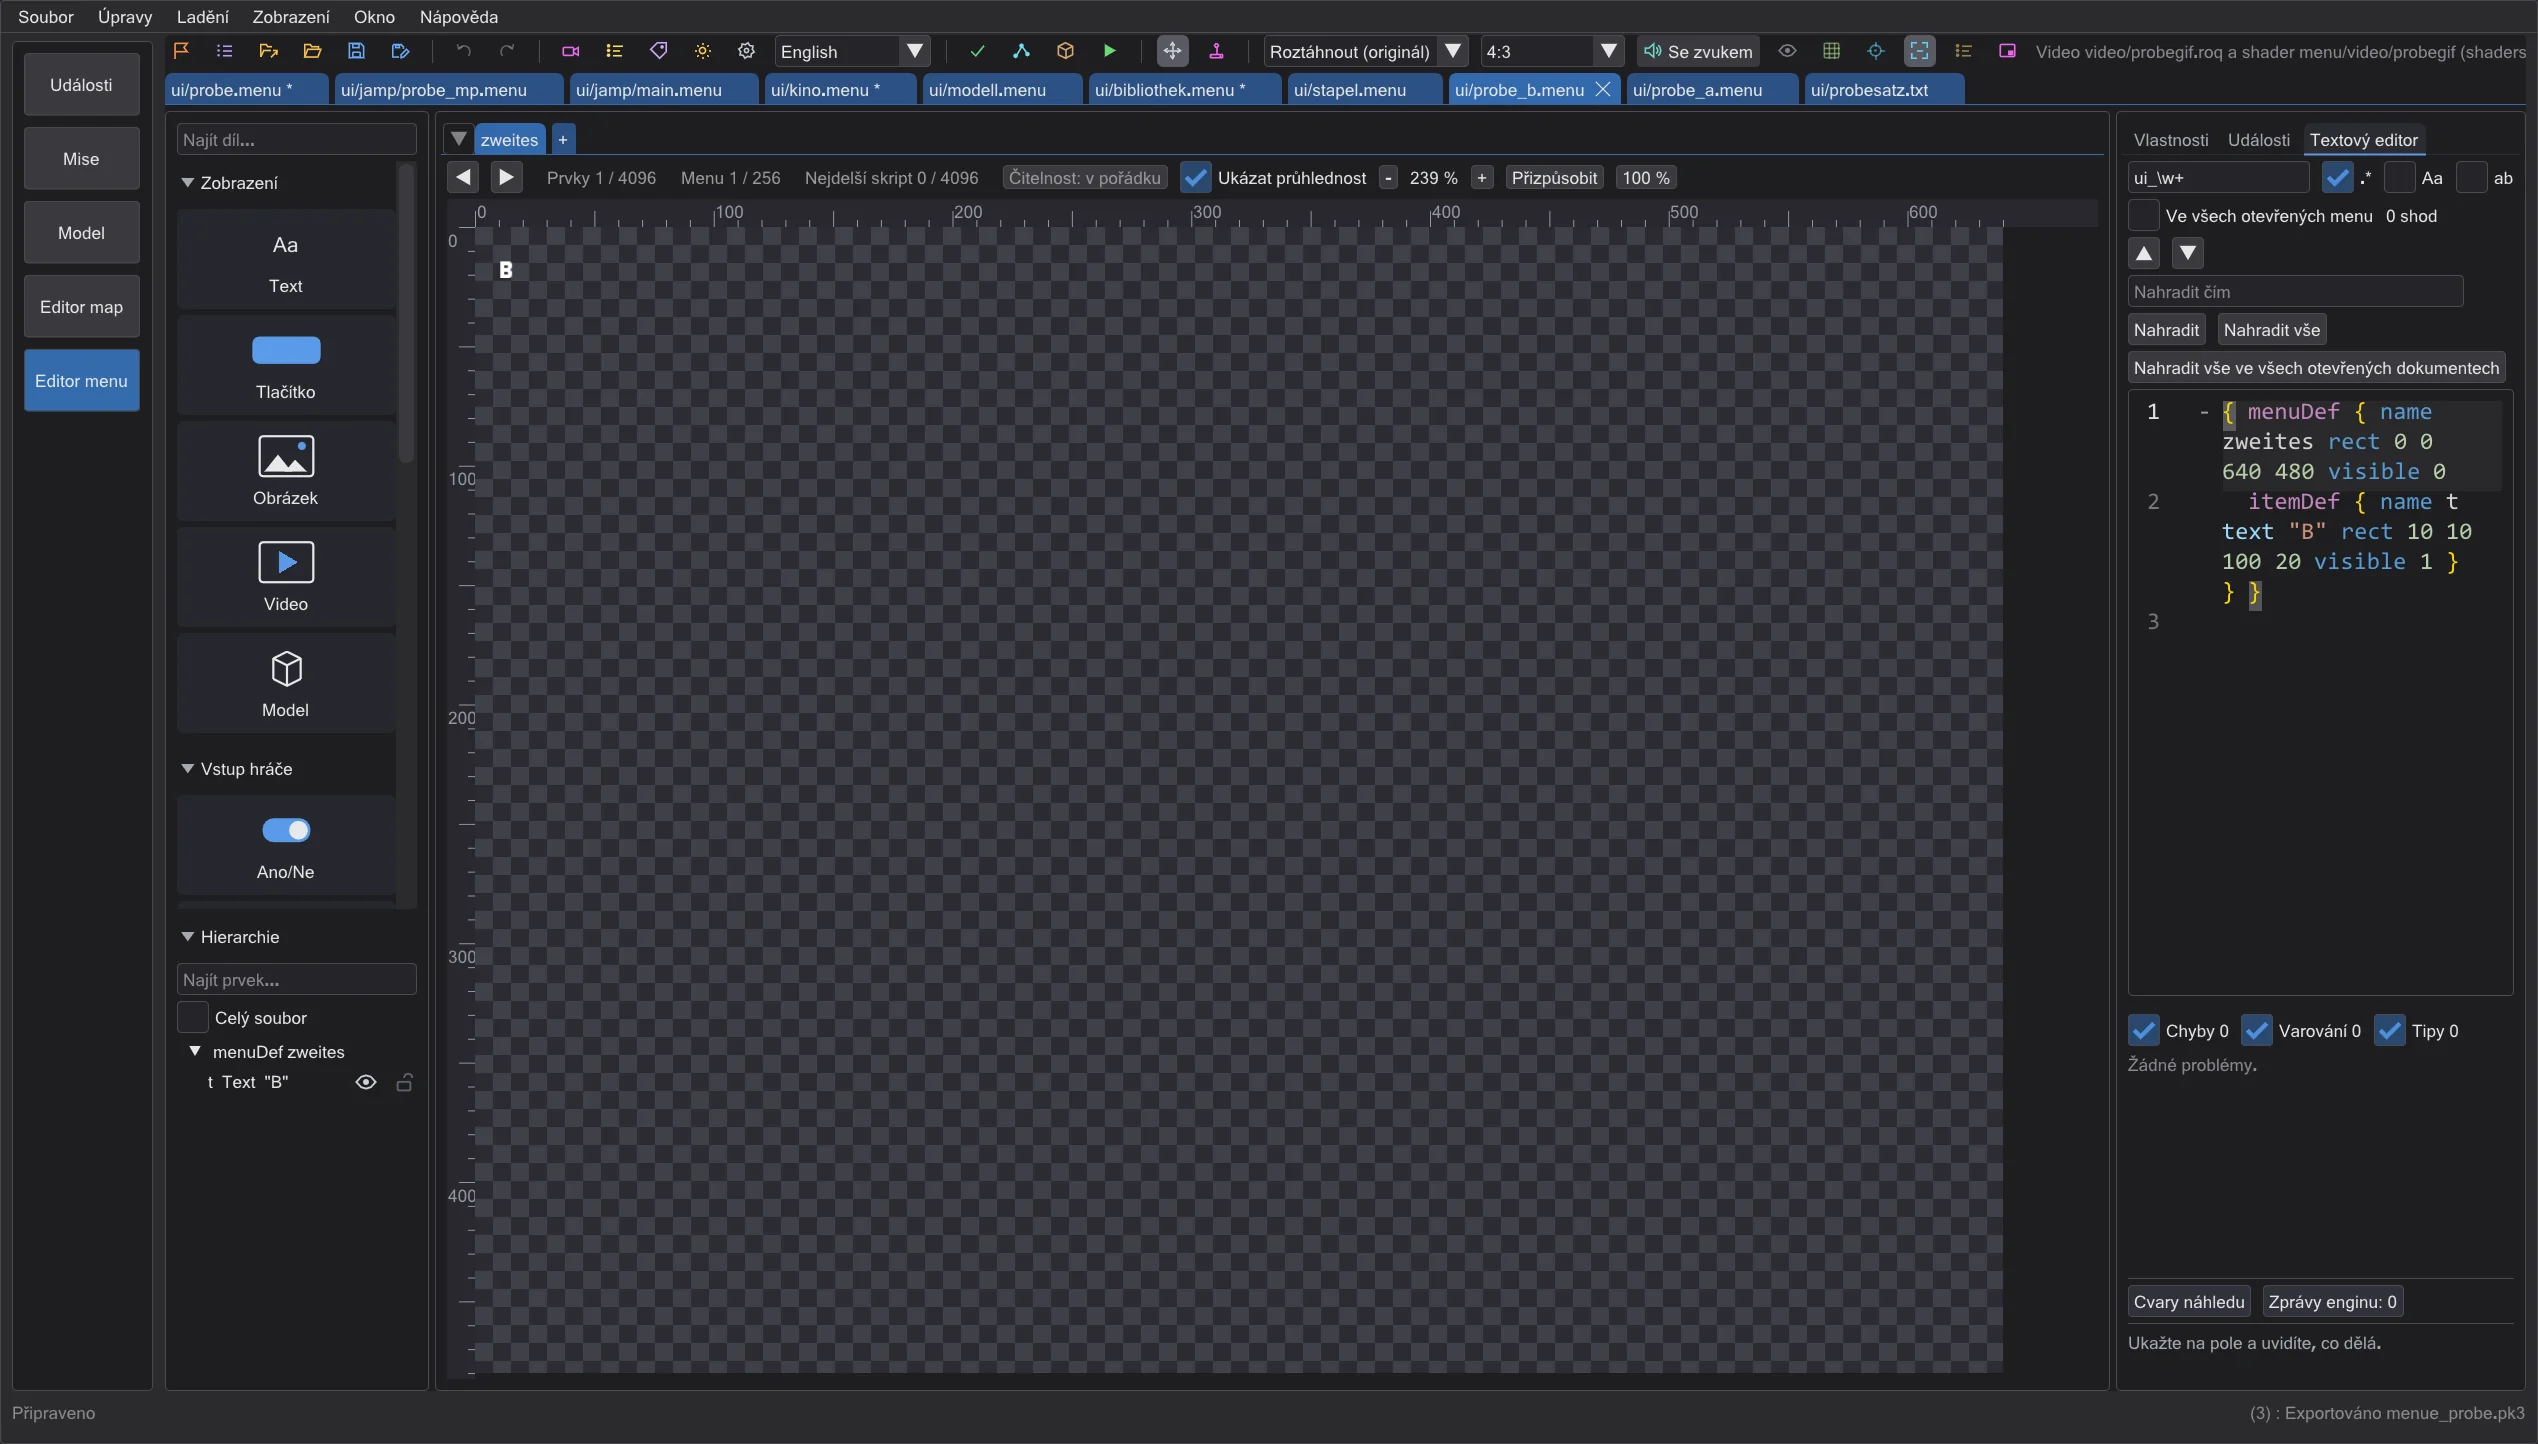 Soubor Úpravy Ladění Zobrazení Okno Nápověda
English
Roztáhnout (originál)
4:3
Se zvukem
Video video/probegif.roq a shader menu/video/probegif (shaders
Události
Mise
Model
Editor map
Editor menu
ui/probe.menu *
ui/jamp/probe_mp.menu
ui/jamp/main.menu
ui/kino.menu *
ui/modell.menu
ui/bibliothek.menu *
ui/stapel.menu
ui/probe_b.menu
ui/probe_a.menu
ui/probesatz.txt
Najít díl...
Zobrazení
Aa
Text
Tlačítko
Obrázek
Video
Model
Vstup hráče
Ano/Ne
Hierarchie
Najít prvek...
Celý soubor
menuDef zweites
t Text "B"
zweites
+
Prvky 1 / 4096 Menu 1 / 256 Nejdelší skript 0 / 4096 Čitelnost: v pořádku Ukázat průhlednost - 239 % + Přizpůsobit 100 %
0 100 200 300 400 500 600
0
B
100
200
300
400
Vlastnosti Události Textový editor
ui_\w+ .* Aa ab
Ve všech otevřených menu 0 shod
Nahradit čím
Nahradit Nahradit vše
Nahradit vše ve všech otevřených dokumentech
1 - { menuDef { name
zweites rect 0 0
640 480 visible 0
2 itemDef { name t
text "B" rect 10 10
100 20 visible 1 }
} }
3
Chyby 0 Varování 0 Tipy 0
Žádné problémy.
Cvary náhledu Zprávy enginu: 0
Ukažte na pole a uvidíte, co dělá.
Připraveno
(3) : Exportováno menue_probe.pk3